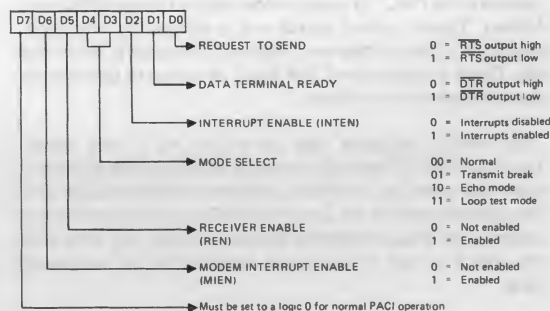 D7 D6 D5 D4 D3 D2 D1 D0
REQUEST TO SEND 0 = RTS output high
1 = RTS output low
DATA TERMINAL READY 0 = DTR output high
1 = DTR output low
INTERRUPT ENABLE (INTEN) 0 = Interrupts disabled
1 = Interrupts enabled
MODE SELECT 00 = Normal
01 = Transmit break
10 = Echo mode
11 = Loop test mode
RECEIVER ENABLE 0 = Not enabled
(REN) 1 = Enabled
MODEM INTERRUPT ENABLE 0 = Not enabled
(MIEN) 1 = Enabled
Must be set to a logic 0 for normal PACI operation